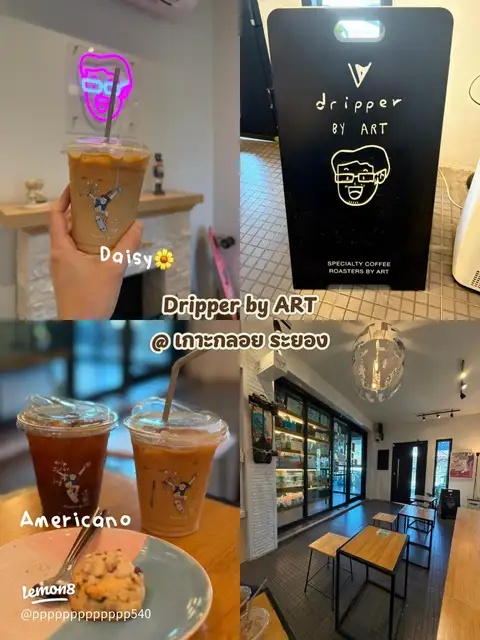 Daisy🌼
dripper
BY ART
SPECIALTY COFFEE
ROASTERS BY ART
Dripper by ART
@ เกาะกลอย ระยอง
Americano
lemon8
@ppppppppppppp540